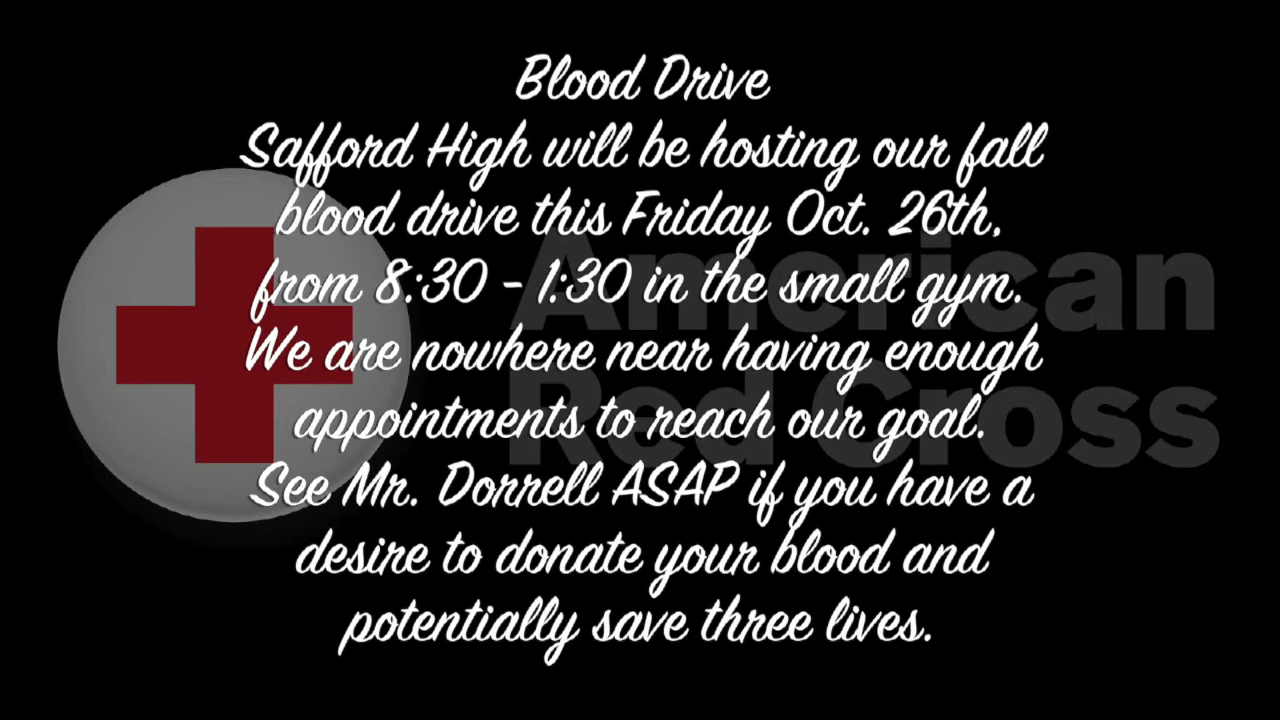 Blood Drive
Safford High will be hosting our fall
blood drive this Friday Oct. 26th,
from 8:30 - 1:30 in the small gym.
We are nowhere near having enough
appointments to reach our goal.
See Mr. Dorrell ASAP if you have a
desire to donate your blood and
potentially save three lives.
American
Red Cross